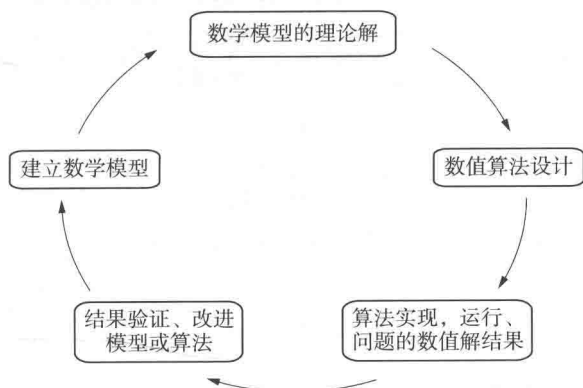 数学模型的理论解
建立数学模型
数值算法设计
结果验证、改进
模型或算法
算法实现，运行、
问题的数值解结果